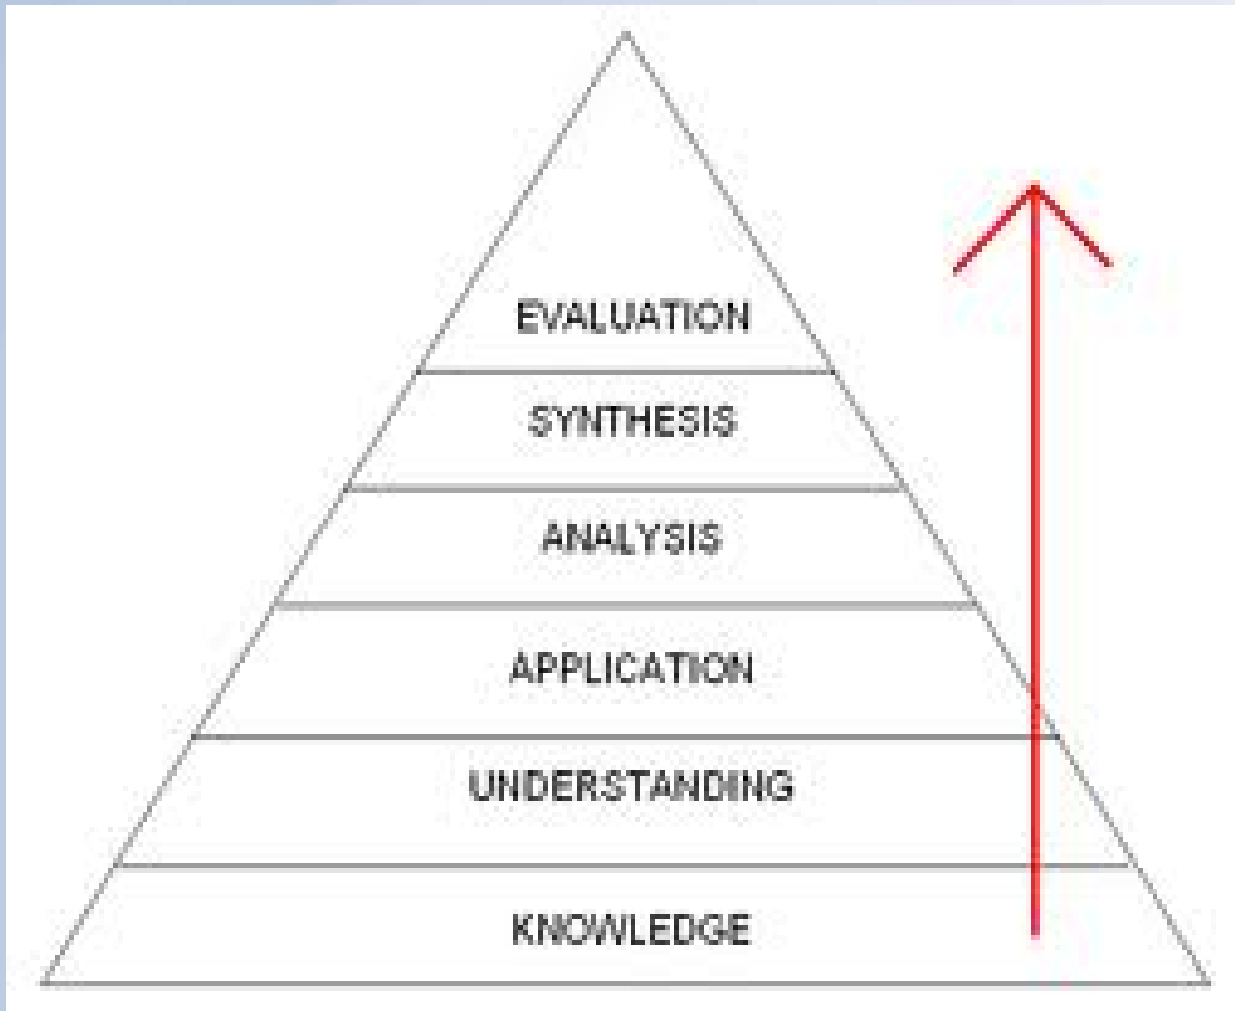 EVALUATION
SYNTHESIS
ANALYSIS
APPLICATION
UNDERSTANDING
KNOWLEDGE